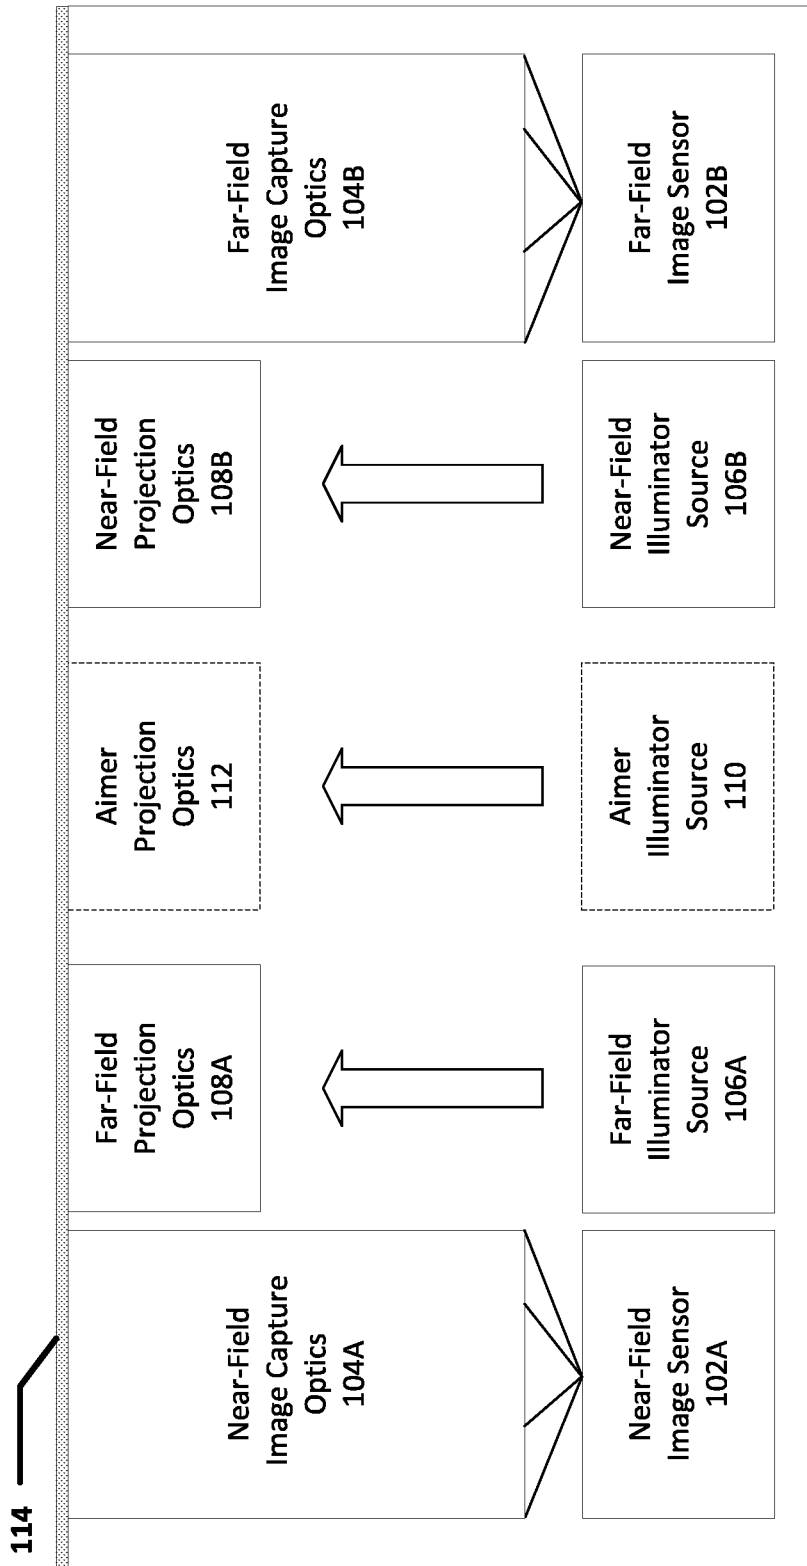 114
Near-Field
Image Capture
Optics
104A
Far-Field
Projection
Optics
108A
Aimer
Projection
Optics
112
Near-Field
Projection
Optics
108B
Far-Field
Image Capture
Optics
104B
Near-Field
Image Sensor
102A
Far-Field
Illuminator
Source
106A
Aimer
Illuminator
Source
110
Near-Field
Illuminator
Source
106B
Far-Field
Image Sensor
102B